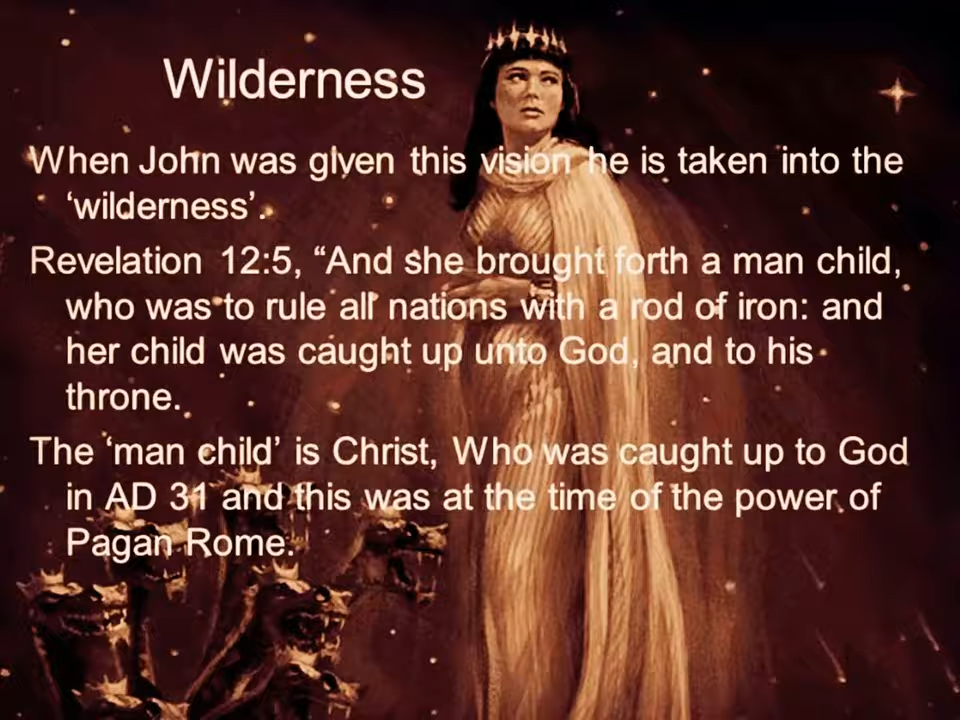 Wilderness
When John was given this vision he is taken into the
‘wilderness’.
Revelation 12:5, “And she brought forth a man child,
who was to rule all nations with a rod of iron: and
her child was caught up unto God, and to his
throne.
The ‘man child’ is Christ, Who was caught up to God
in AD 31 and this was at the time of the power of
Pagan Rome.